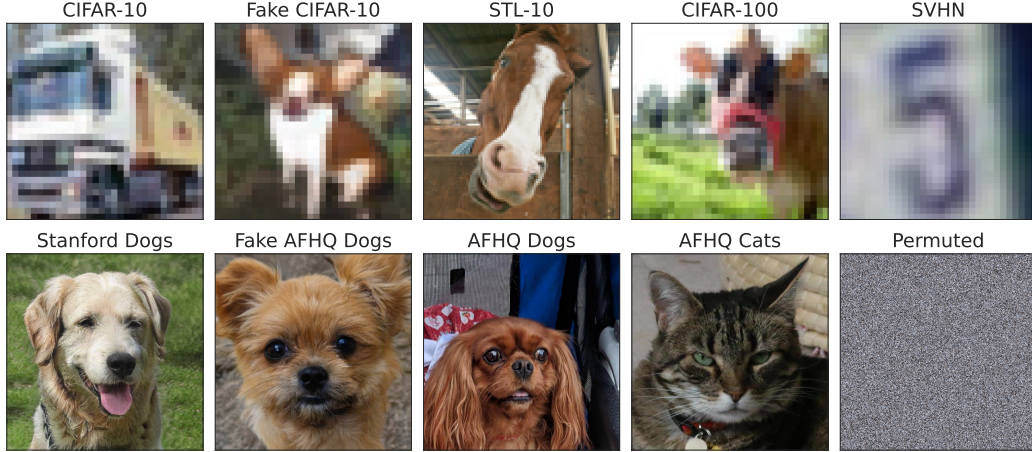 CIFAR-10 Fake CIFAR-10 STL-10 CIFAR-100 SVHN
5
Stanford Dogs Fake AFHQ Dogs AFHQ Dogs AFHQ Cats Permuted